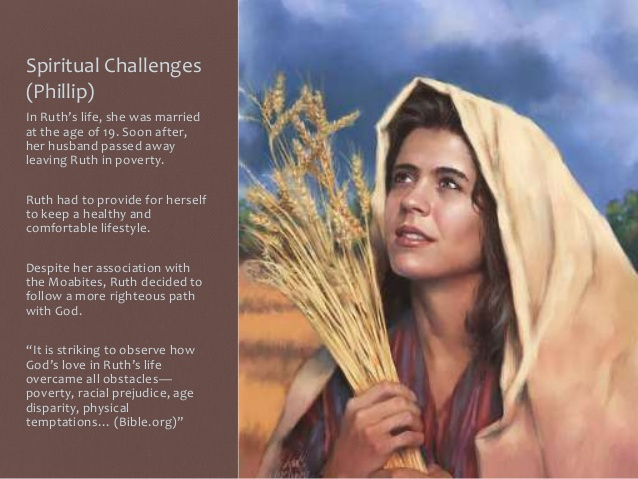 Spiritual Challenges
(Phillip)
In Ruth’s life, she was married
at the age of 19. Soon after,
her husband passed away
leaving Ruth in poverty.
Ruth had to provide for herself
to keep a healthy and
comfortable lifestyle.
Despite her association with
the Moabites, Ruth decided to
follow a more righteous path
with God.
“It is striking to observe how
God’s love in Ruth’s life
overcame all obstacles—
poverty, racial prejudice, age
disparity, physical
temptations… (Bible.org)”